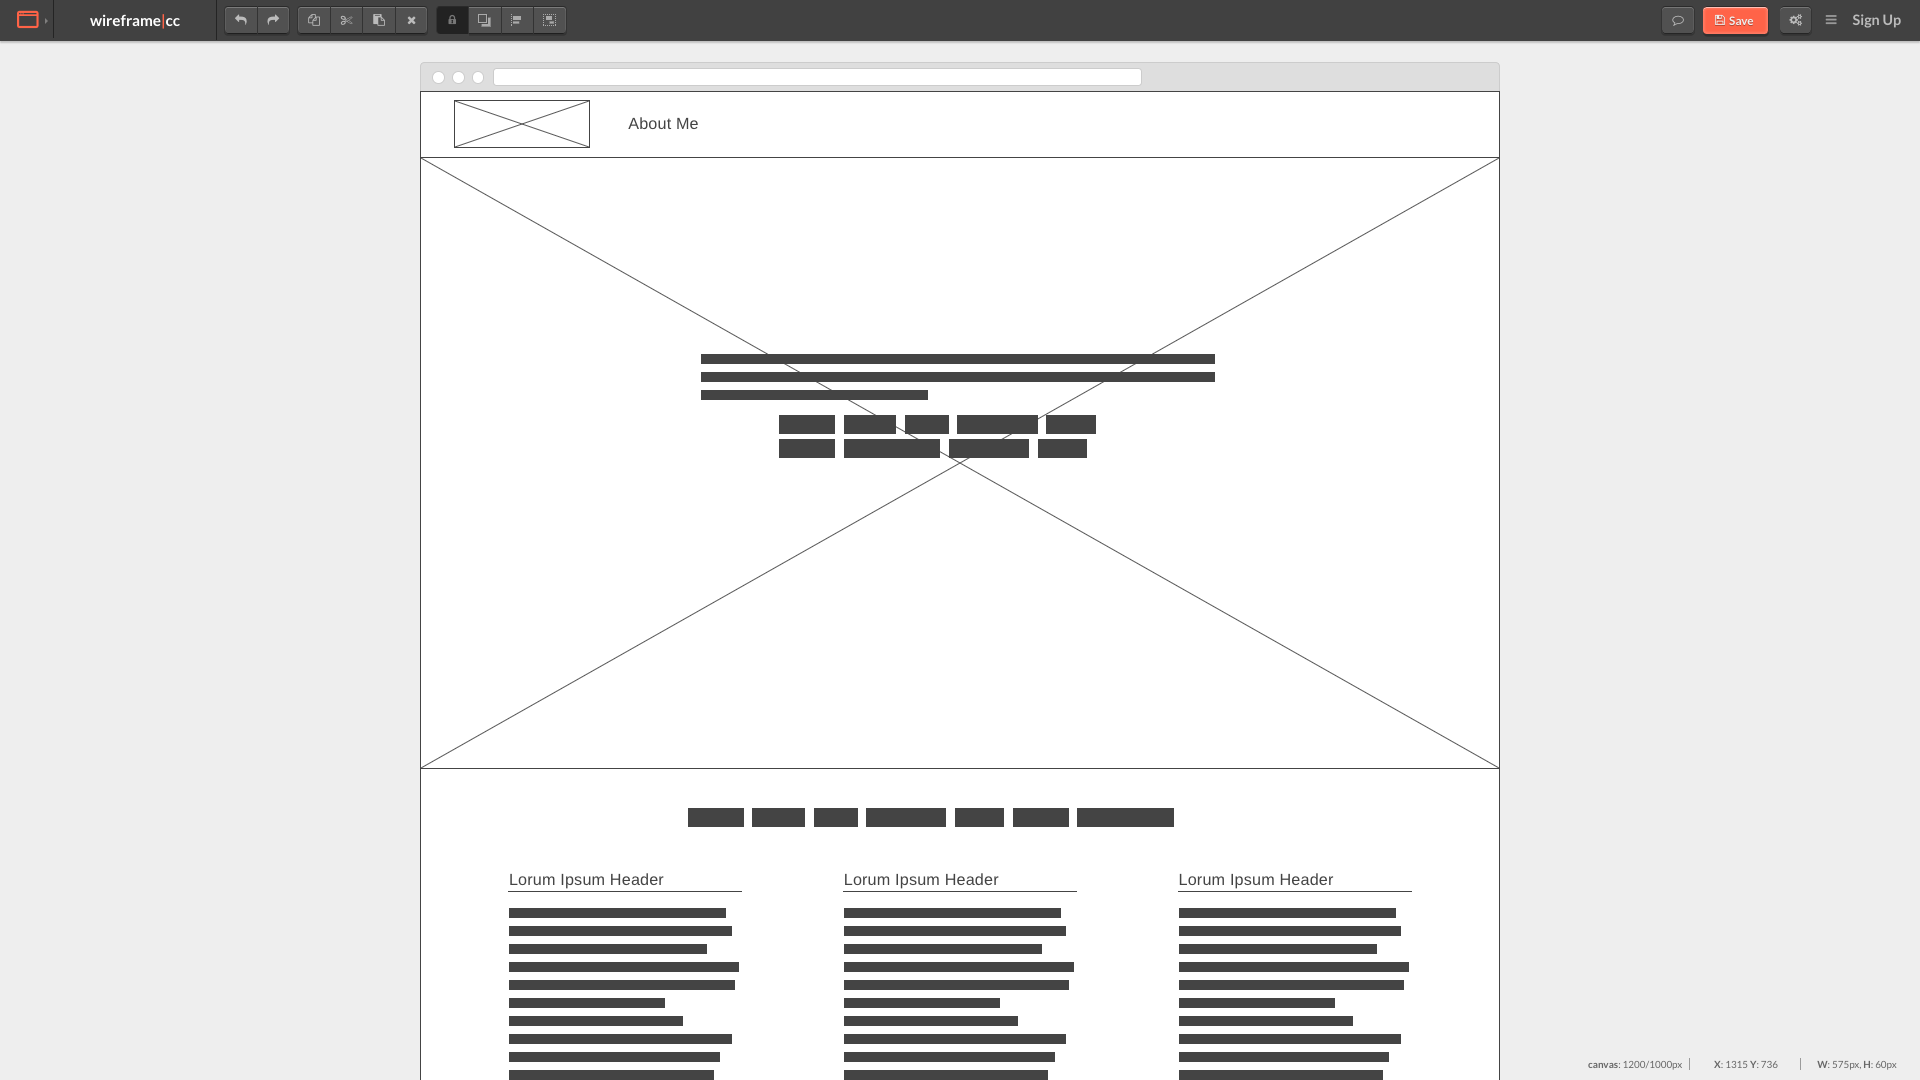 wireframe|cc
Save
Sign Up
About Me
Lorum Ipsum Header
Lorum Ipsum Header
Lorum Ipsum Header
canvas: 1200/1000px
X: 1315 Y: 736
W: 575px, H: 60px